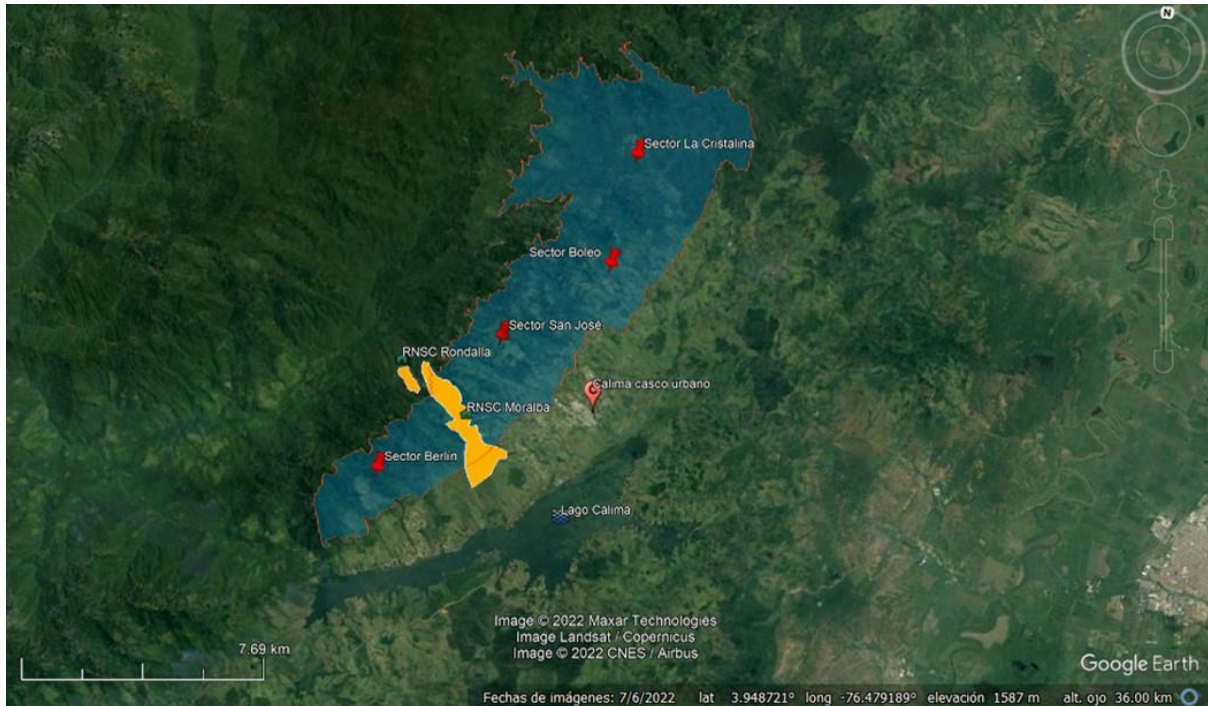 N
Sector La Cristalina
Sector Boleo
Sector San José
RNSC Rondalla
Calima casco urbano
RNSC Moralba
Sector Berlín
Lago Calima
Image © 2022 Maxar Technologies
Image Landsat / Copernicus
Image © 2022 CNES / Airbus
7.69 km
Google Earth
Fechas de imágenes: 7/6/2022 lat 3.948721° long -76.479189° elevación 1587 m alt. ojo 36.00 km